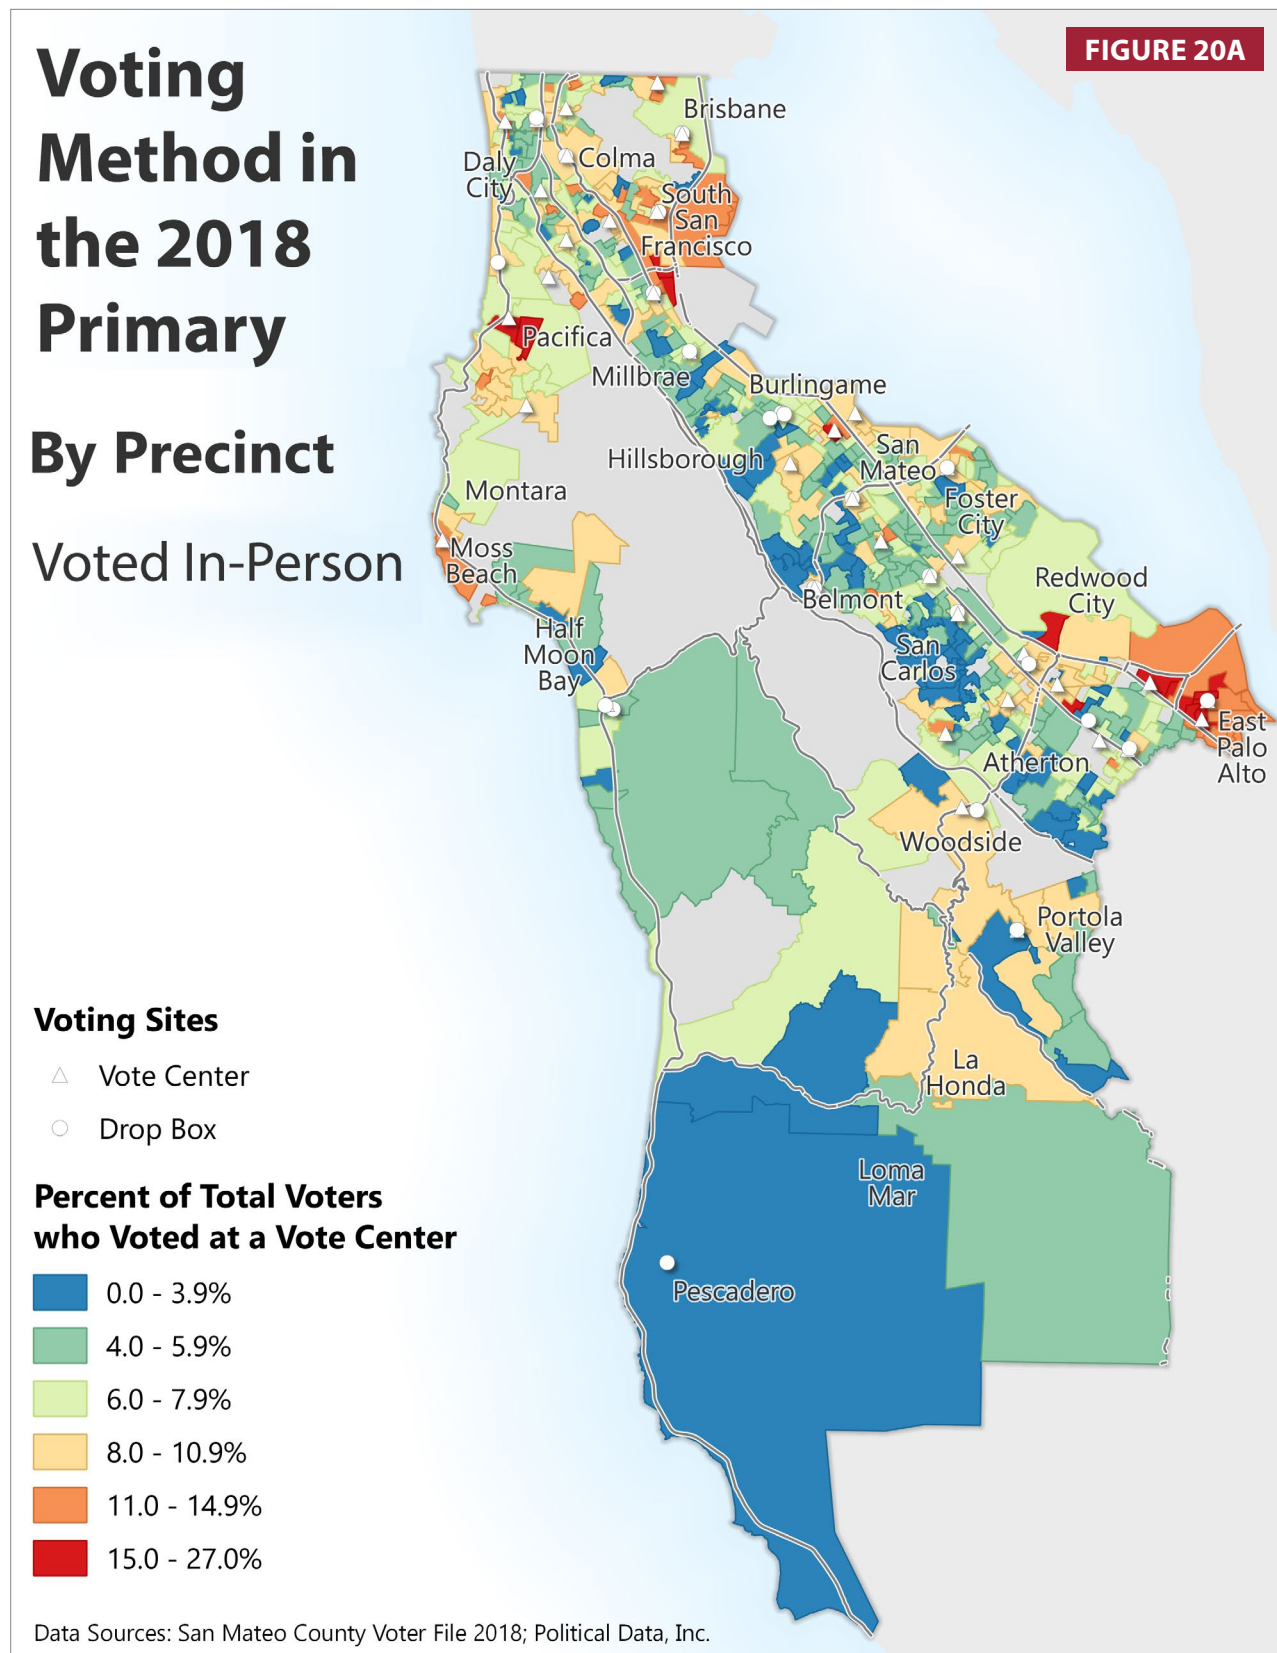 FIGURE 20A
Voting
Method in
the 2018
Primary
By Precinct
Voted In-Person
Brisbane
Daly
City
Colma
South
San
Francisco
Pacifica
Millbrae
Burlingame
Hillsborough
San
Mateo
Foster
City
Montara
Moss
Beach
Belmont
Redwood
City
Half
Moon
Bay
San
Carlos
East
Palo
Alto
Atherton
Woodside
Portola
Valley
La
Honda
Loma
Mar
Pescadero
Voting Sites
Vote Center
Drop Box
Percent of Total Voters
who Voted at a Vote Center
0.0 - 3.9%
4.0 - 5.9%
6.0 - 7.9%
8.0 - 10.9%
11.0 - 14.9%
15.0 - 27.0%
Data Sources: San Mateo County Voter File 2018; Political Data, Inc.